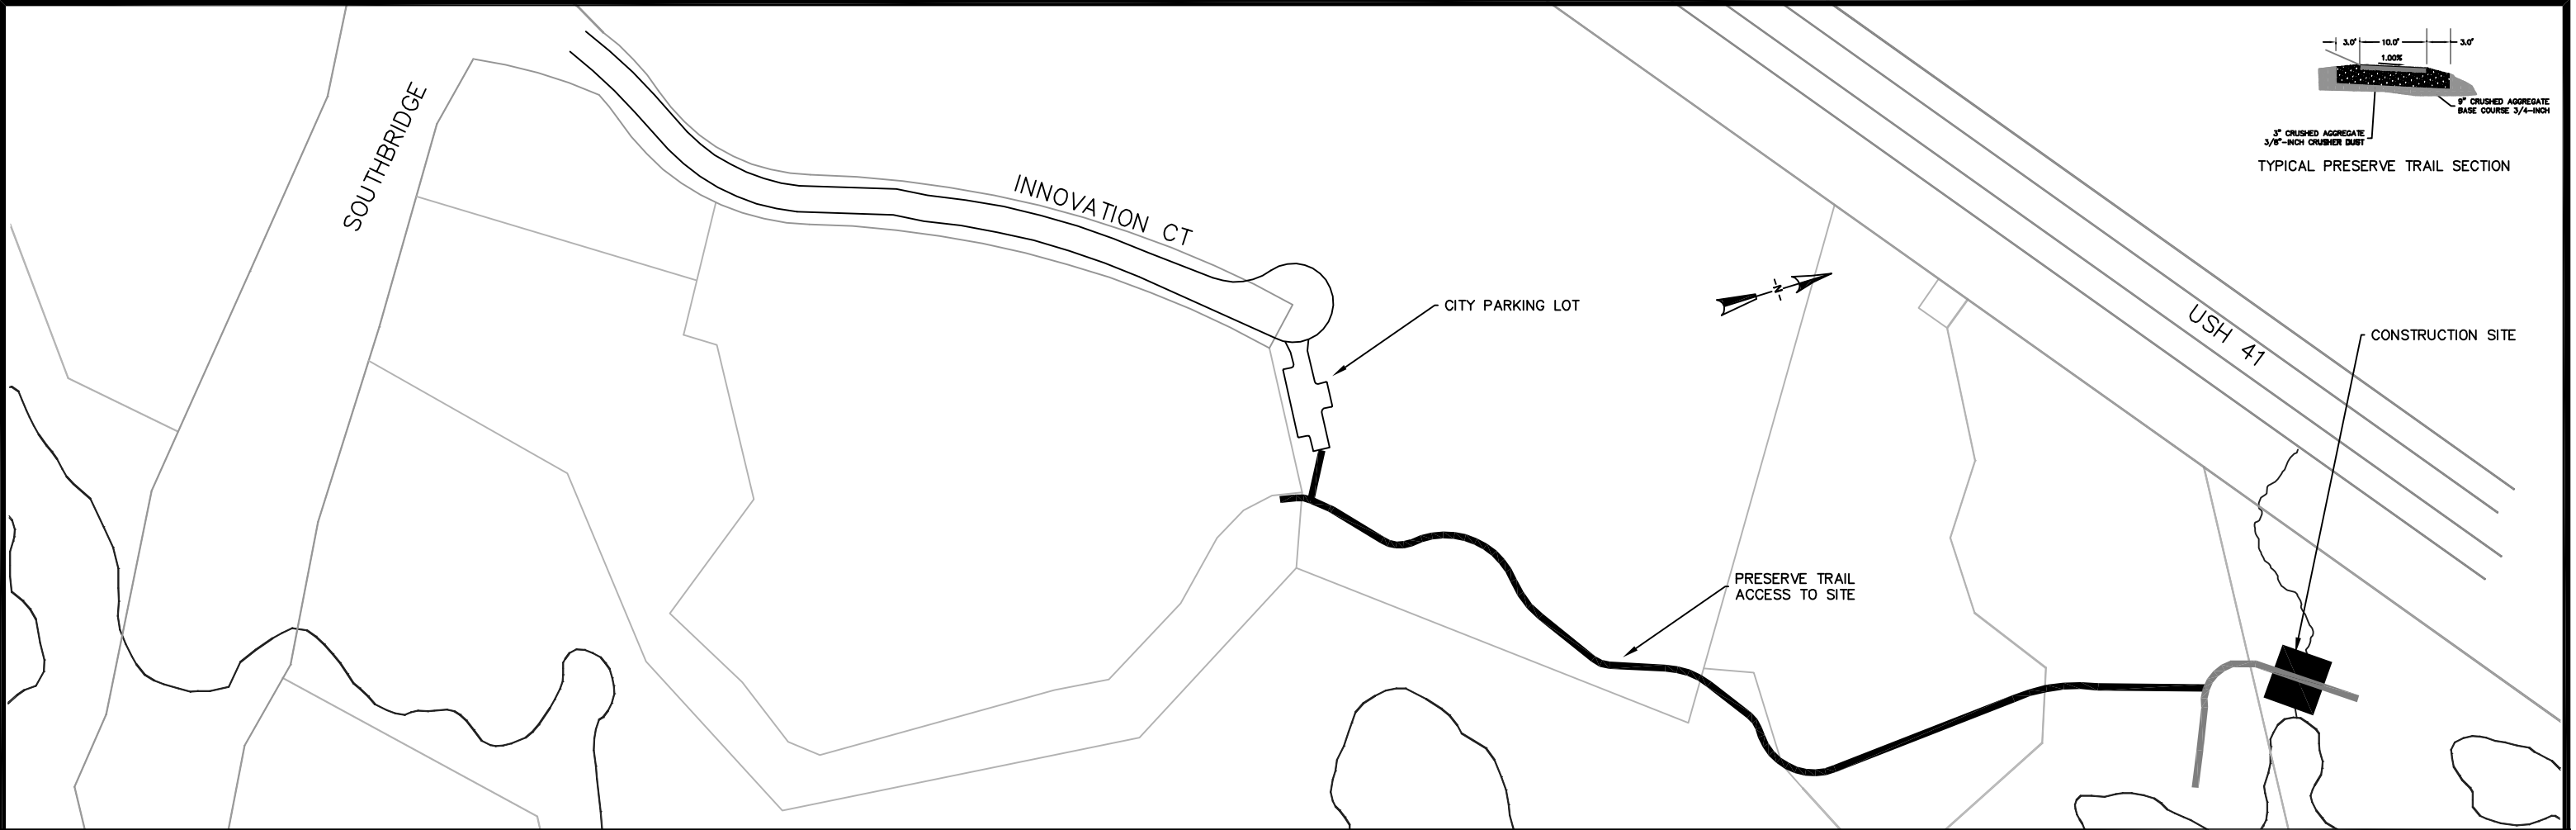 3.0'
10.0'
3.0'
1.00%
9" CRUSHED AGGREGATE
BASE COURSE 3/4-INCH
3" CRUSHED AGGREGATE
3/8"-INCH CRUSHER DUST
TYPICAL PRESERVE TRAIL SECTION
SOUTHBRIDGE
INNOVATION CT
N
CITY PARKING LOT
USH 41
CONSTRUCTION SITE
PRESERVE TRAIL
ACCESS TO SITE